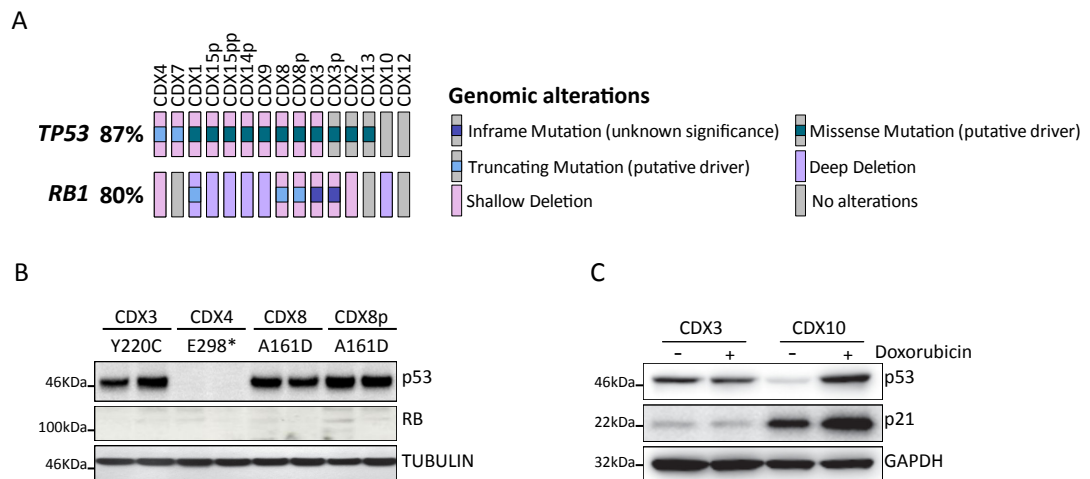 A
CDX4
CDX7
CDX1
CDX15p
CDX15pp
CDX14p
CDX9
CDX8
CDX8p
CDX3
CDX3p
CDX2
CDX13
CDX10
CDX12
TP53 87%
RB1 80%
Genomic alterations
Inframe Mutation (unknown significance)
Missense Mutation (putative driver)
Truncating Mutation (putative driver)
Deep Deletion
Shallow Deletion
No alterations
B
CDX3 CDX4 CDX8 CDX8p
Y220C E298* A161D A161D
46KDa p53
100kDa RB
46KDa TUBULIN
C
CDX3 CDX10
- + - + Doxorubicin
46kDa p53
22kDa p21
32kDa GAPDH